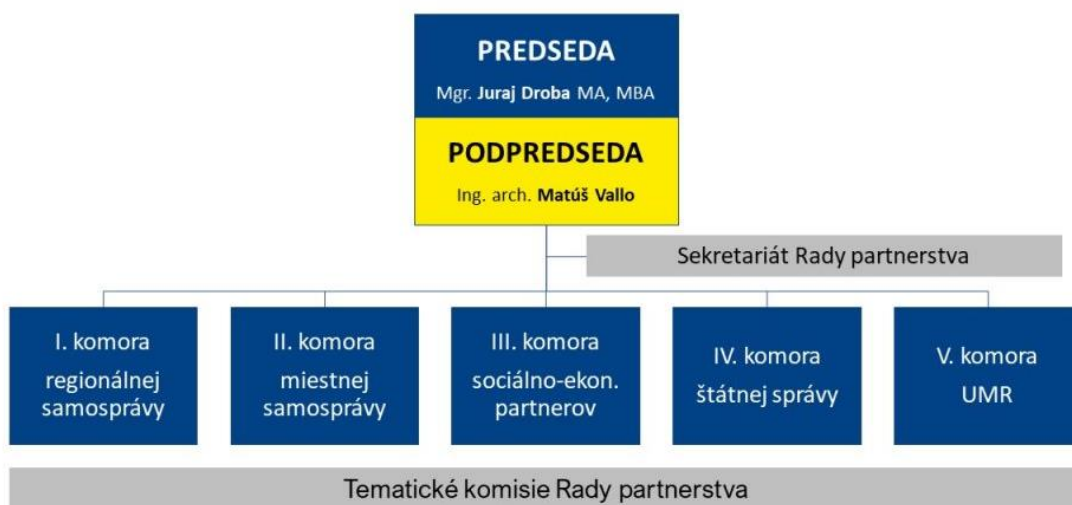 PREDSEDA
Mgr. Juraj Droba MA, MBA
PODPREDSEDA
Ing. arch. Matúš Vallo
Sekretariát Rady partnerstva
I. komora
regionálnej
samosprávy
II. komora
miestnej
samosprávy
III. komora
sociálno-ekon.
partnerov
IV. komora
štátnej správy
V. komora
UMR
Tematické komisie Rady partnerstva